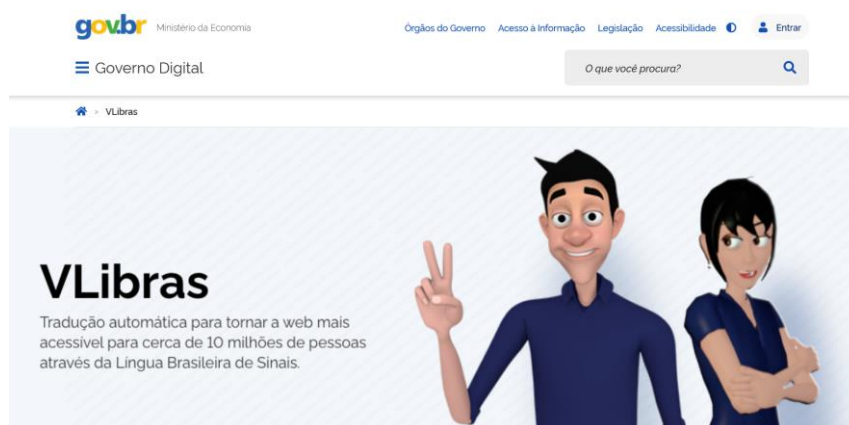 gov.br Ministério da Economia Órgãos do Governo Acesso à Informação Legislação Acessibilidade Entrar
Governo Digital O que você procura?
> VLibras
VLibras
Tradução automática para tornar a web mais
acessível para cerca de 10 milhões de pessoas
através da Língua Brasileira de Sinais.